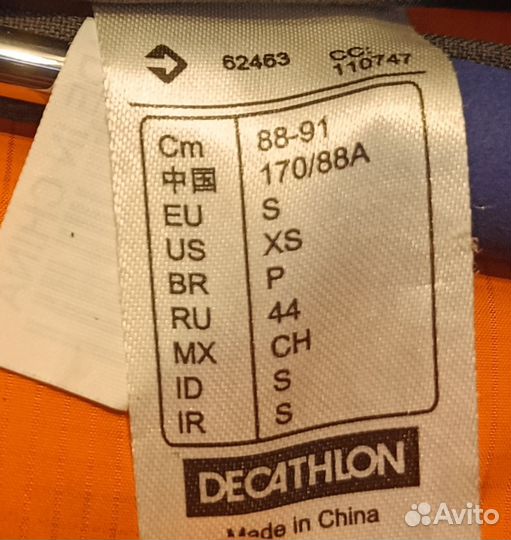 62463 CC: 110747
Cm 88-91
中国 170/88A
EU S
US XS
BR P
RU 44
MX CH
ID S
IR S
DECATHLON
Made in China
Avito